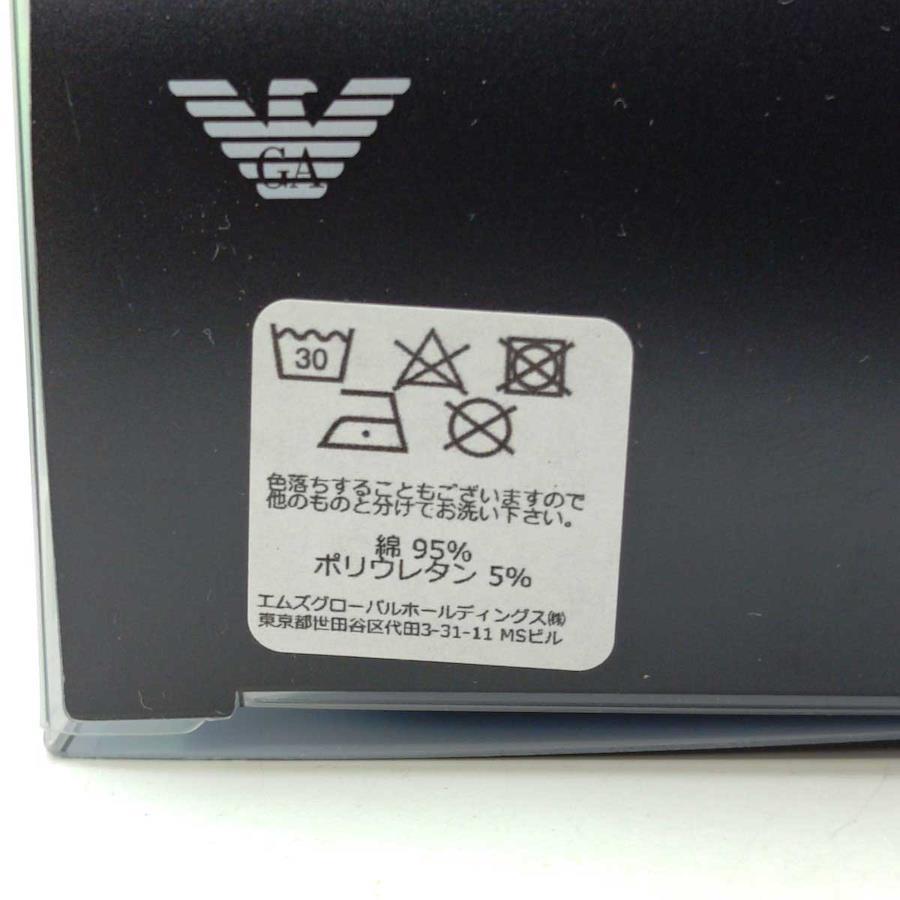 GA
30
色落ちすることもございますので
他のものと分けてお洗い下さい。
綿 95%
ポリウレタン 5%
エムズグローバルホールディングス㈱
東京都世田谷区代田3-31-11 MSビル